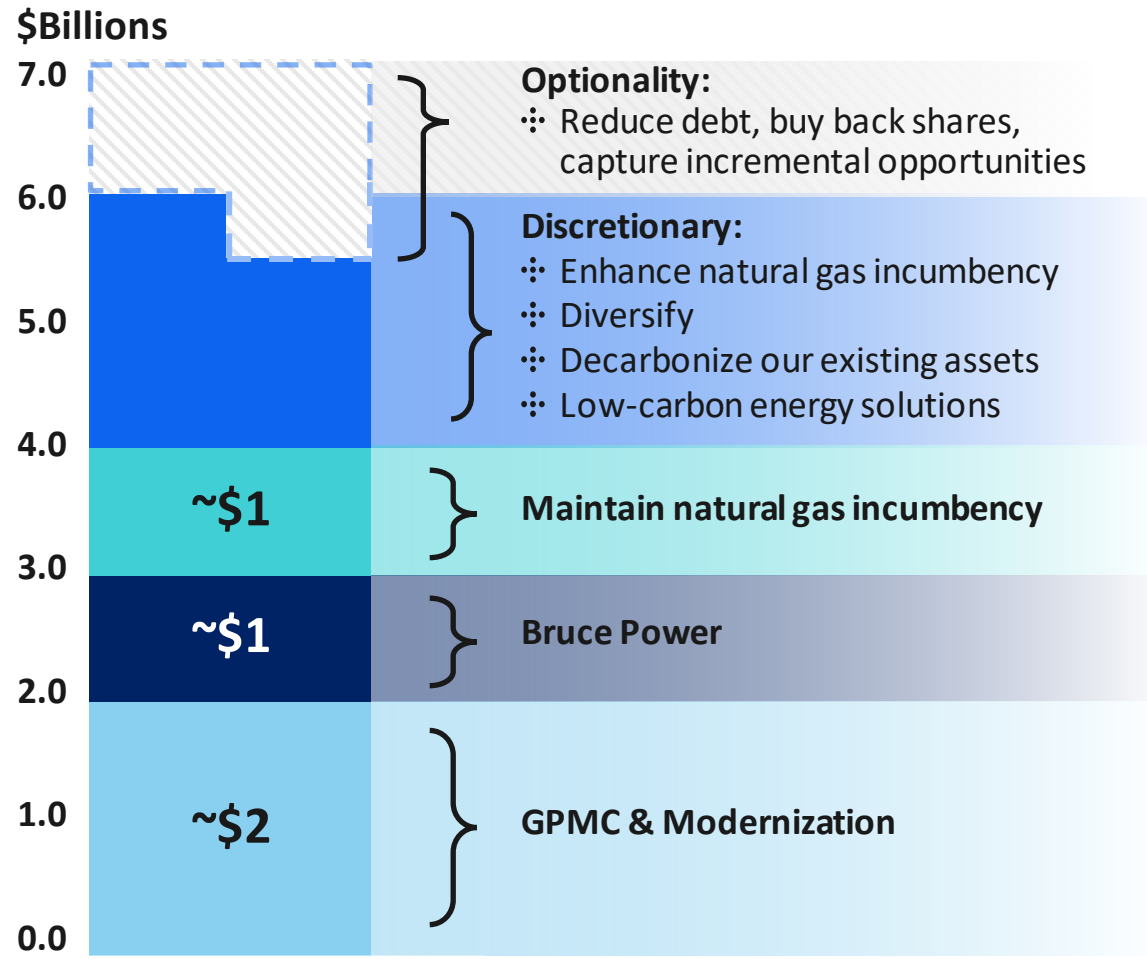 $Billions
7.0
Optionality:
⁘ Reduce debt, buy back shares,
capture incremental opportunities
6.0
Discretionary:
⁘ Enhance natural gas incumbency
⁘ Diversify
5.0
⁘ Decarbonize our existing assets
⁘ Low-carbon energy solutions
4.0
~$1
Maintain natural gas incumbency
3.0
~$1
Bruce Power
2.0
1.0
~$2
GPMC & Modernization
0.0